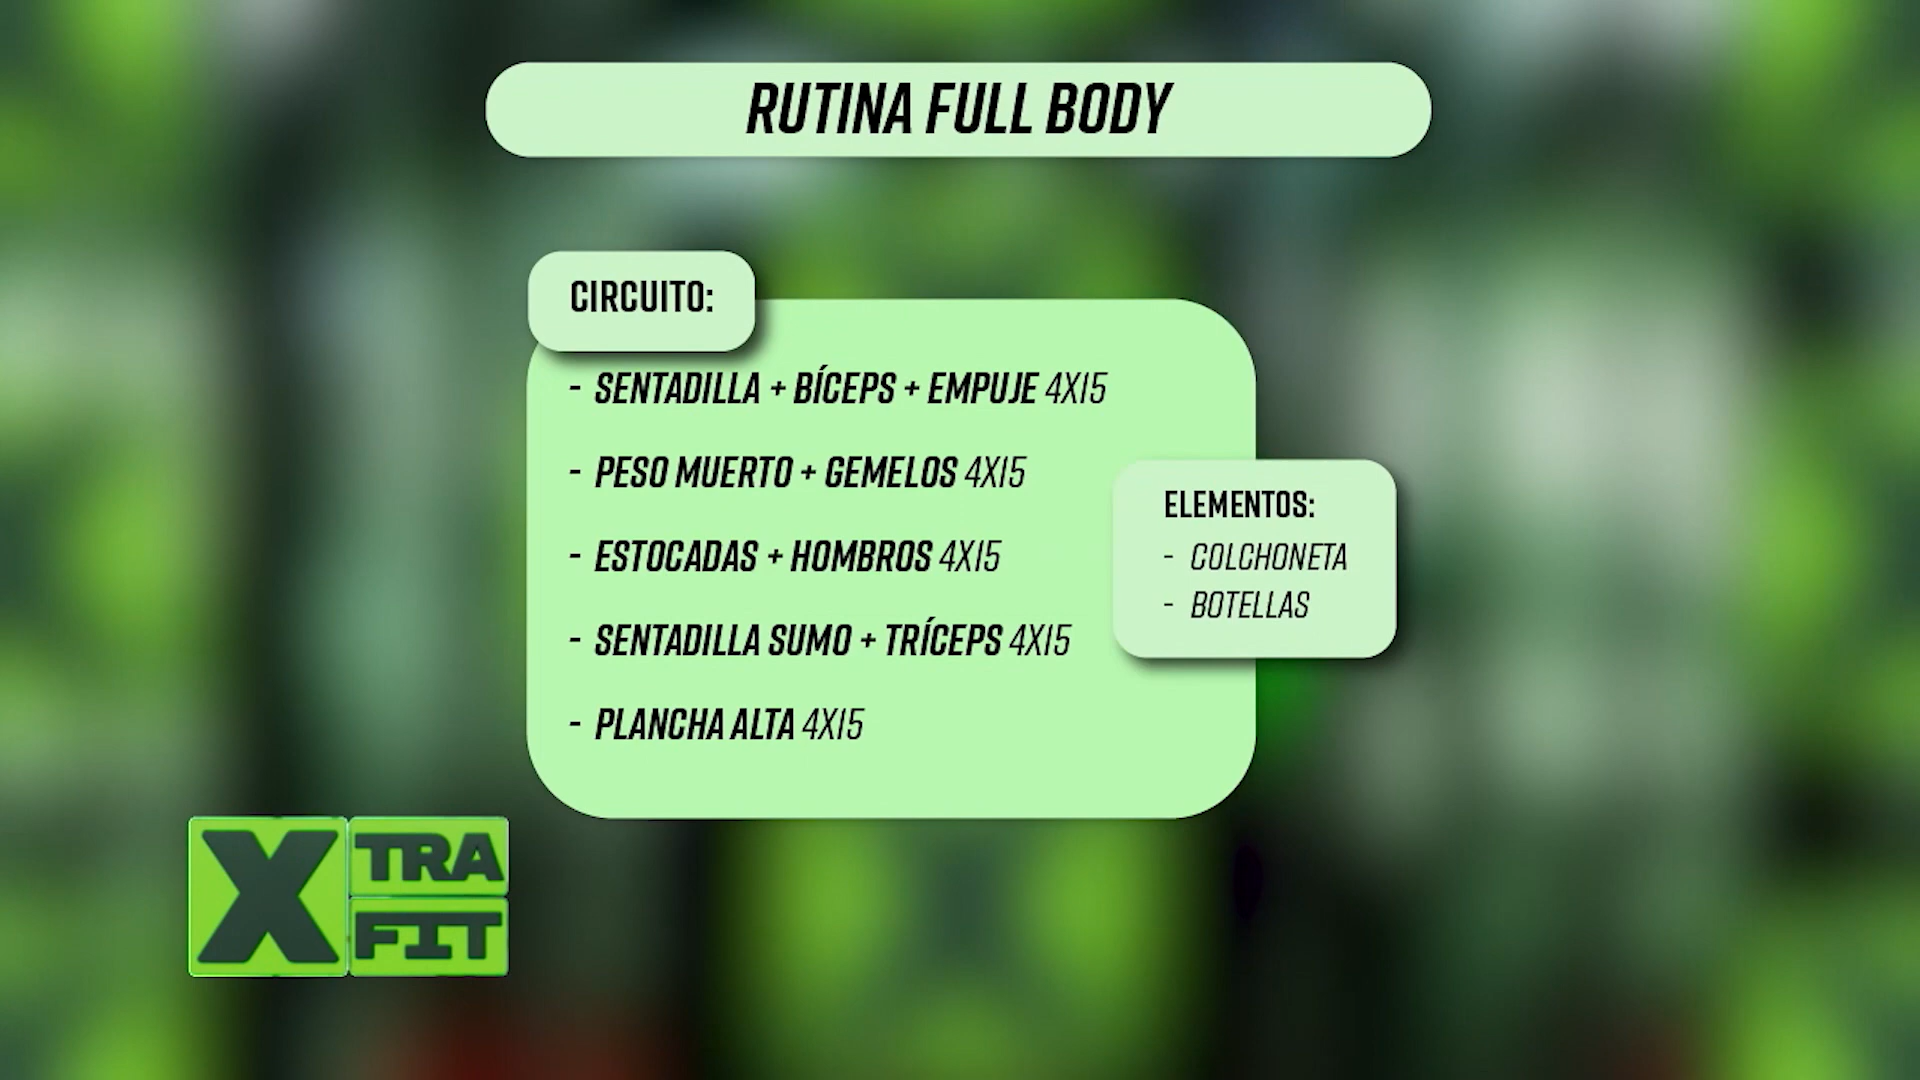 RUTINA FULL BODY
CIRCUITO:
- SENTADILLA + BÍCEPS + EMPUJE 4X15
- PESO MUERTO + GEMELOS 4X15
- ESTOCADAS + HOMBROS 4X15
- SENTADILLA SUMO + TRÍCEPS 4X15
- PLANCHA ALTA 4X15
ELEMENTOS:
- COLCHONETA
- BOTELLAS
XTRA
FIT